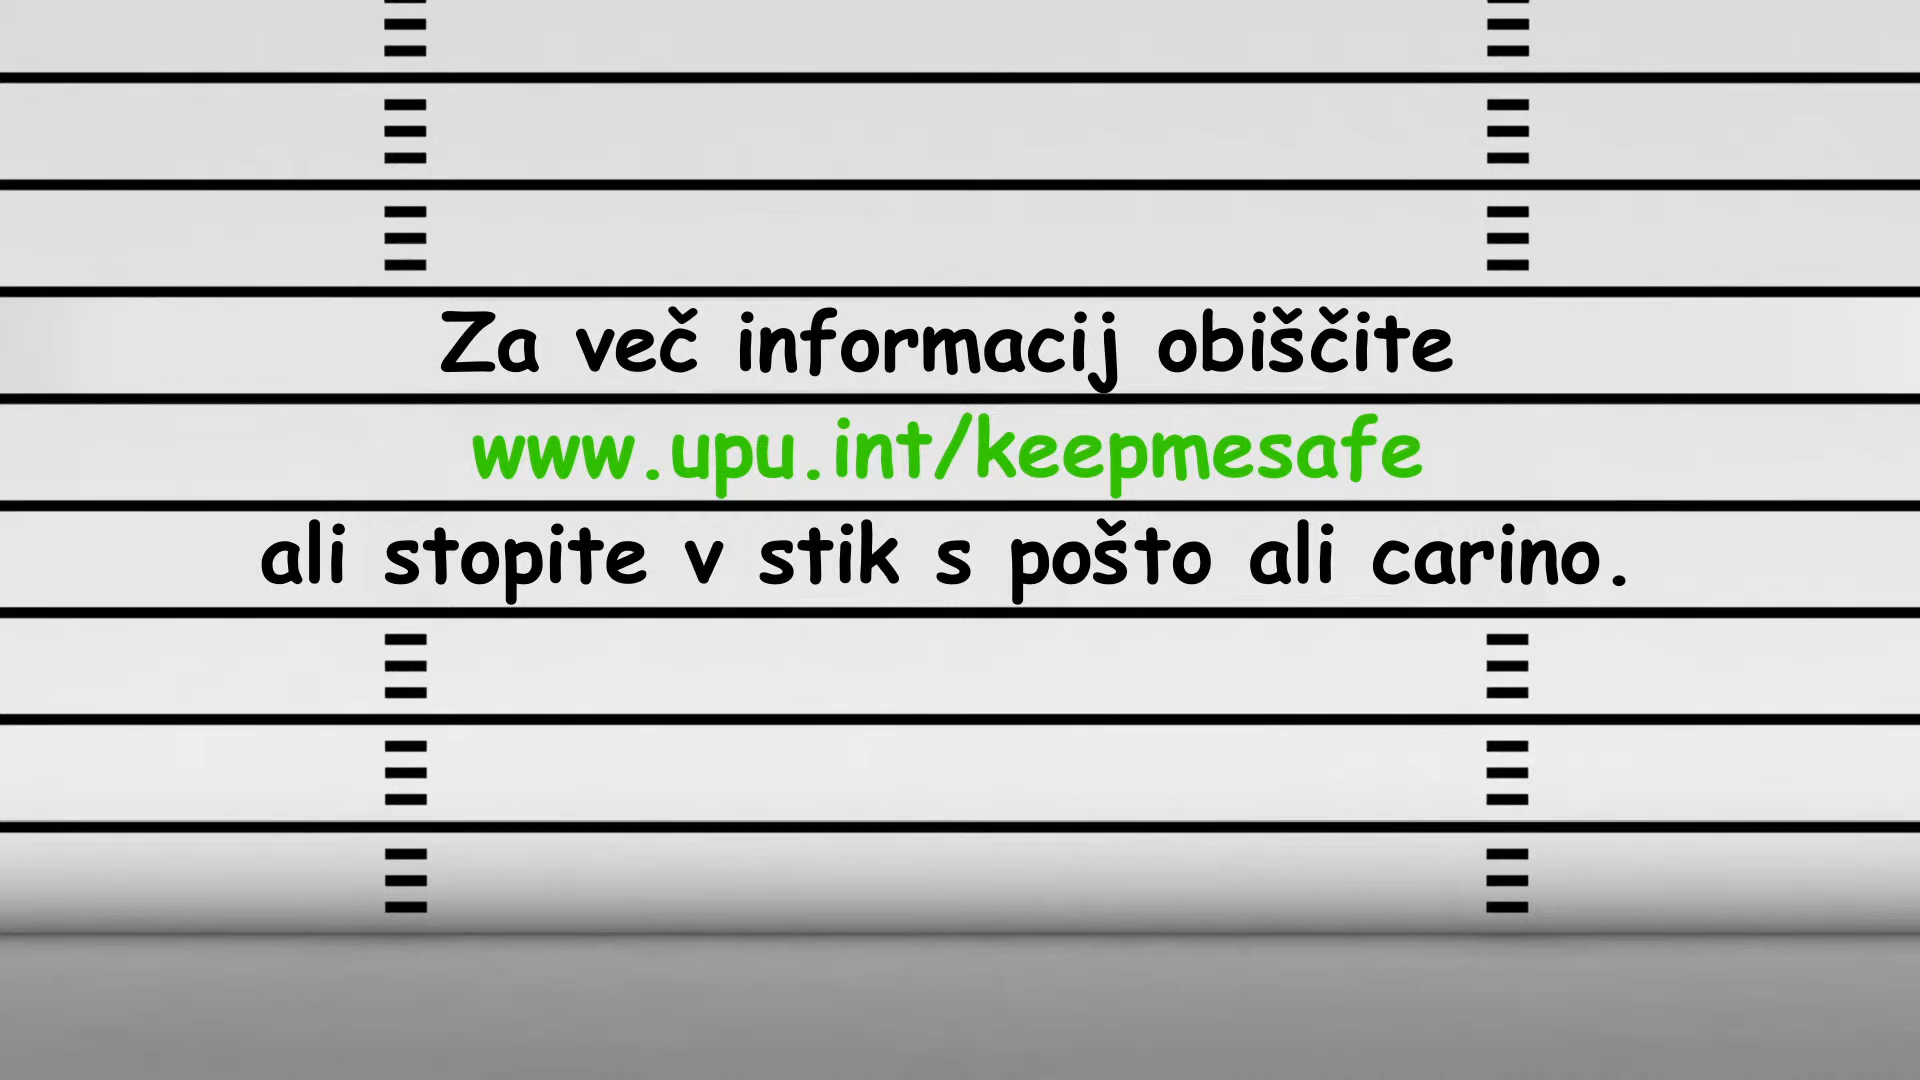 Za več informacij obiščite
www.upu.int/keepmesafe
ali stopite v stik s pošto ali carino.